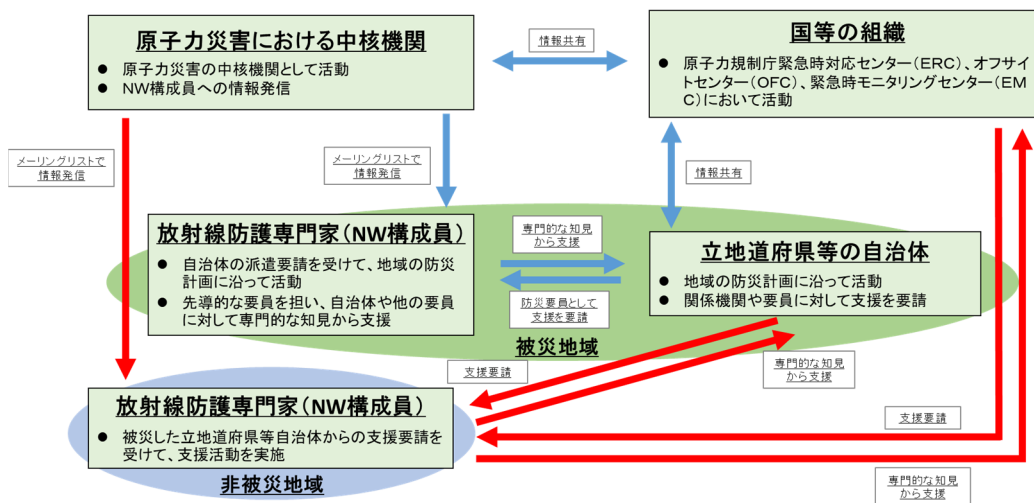 原子力災害における中核機関
● 原子力災害の中核機関として活動
● NW構成員への情報発信
情報共有
国等の組織
● 原子力規制庁緊急時対応センター(ERC)、オフサ
イトセンター(OFC)、緊急時モニタリングセンター(EM
C)において活動
メーリングリストで
情報発信
メーリングリストで
情報発信
情報共有
放射線防護専門家(NW構成員)
● 自治体の派遣要請を受けて、地域の防災
計画に沿って活動
● 先導的な要員を担い、自治体や他の要員
に対して専門的な知見から支援
専門的な知見
から支援
防災要員として
支援を要請
立地道府県等の自治体
● 地域の防災計画に沿って活動
● 関係機関や要員に対して支援を要請
被災地域
支援要請
専門的な知見
から支援
放射線防護専門家(NW構成員)
● 被災した立地道府県等自治体からの支援要請を
受けて、支援活動を実施
非被災地域
支援要請
専門的な知見
から支援